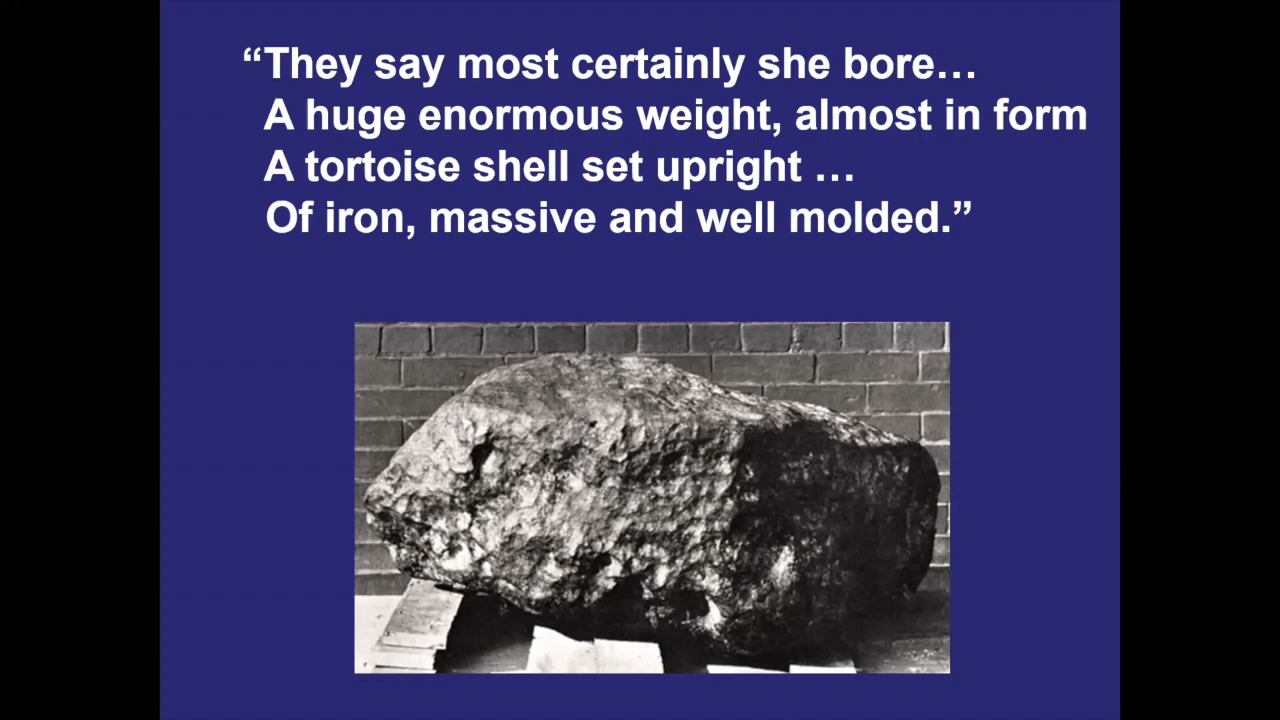 “They say most certainly she bore…
A huge enormous weight, almost in form
A tortoise shell set upright …
Of iron, massive and well molded.”